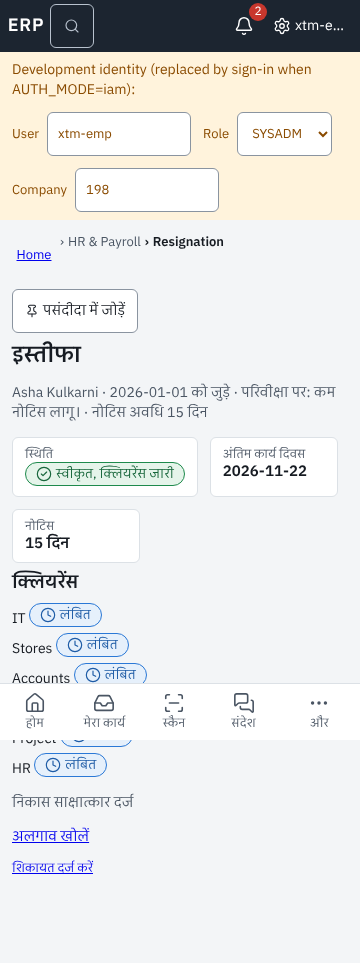 ERP
2
xtm-e...
Development identity (replaced by sign-in when
AUTH_MODE=iam):
User xtm-emp Role SYSADM
Company 198
Home › HR & Payroll › Resignation
पसंदीदा में जोड़ें
इस्तीफा
Asha Kulkarni · 2026-01-01 को जुड़े · परिवीक्षा पर: कम
नोटिस लागू। · नोटिस अवधि 15 दिन
स्थिति
स्वीकृत, क्लियरेंस जारी
अंतिम कार्य दिवस
2026-11-22
नोटिस
15 दिन
क्लियरेंस
IT लंबित
Stores लंबित
Accounts लंबित
होम मेरा कार्य स्कैन संदेश और
Project
HR लंबित
निकास साक्षात्कार दर्ज
अलगाव खोलें
शिकायत दर्ज करें